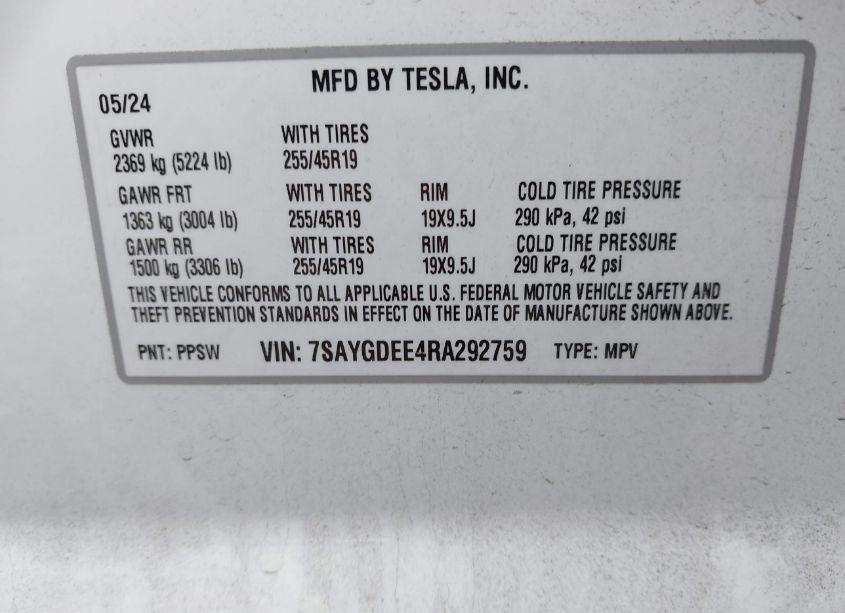 MFD BY TESLA, INC.
05/24
GVWR WITH TIRES
2369 kg (5224 lb) 255/45R19
GAWR FRT WITH TIRES RIM COLD TIRE PRESSURE
1363 kg (3004 lb) 255/45R19 19X9.5J 290 kPa, 42 psi
GAWR RR WITH TIRES RIM COLD TIRE PRESSURE
1500 kg (3306 lb) 255/45R19 19X9.5J 290 kPa, 42 psi
THIS VEHICLE CONFORMS TO ALL APPLICABLE U.S. FEDERAL MOTOR VEHICLE SAFETY AND
THEFT PREVENTION STANDARDS IN EFFECT ON THE DATE OF MANUFACTURE SHOWN ABOVE.
PNT: PPSW VIN: 7SAYGDEE4RA292759 TYPE: MPV